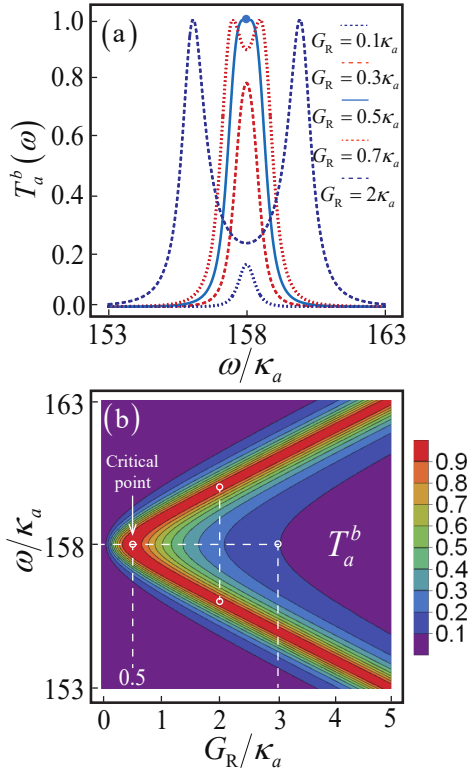 (a)
1.0
0.8
0.6
0.4
0.2
0.0
T_a^b(ω)
G_R = 0.1κ_a
G_R = 0.3κ_a
G_R = 0.5κ_a
G_R = 0.7κ_a
G_R = 2κ_a
153 158 163
ω/κ_a
(b)
163
158
153
ω/κ_a
Critical
point
T_a^b
0.5
0.9
0.8
0.7
0.6
0.5
0.4
0.3
0.2
0.1
0 1 2 3 4 5
G_R/κ_a